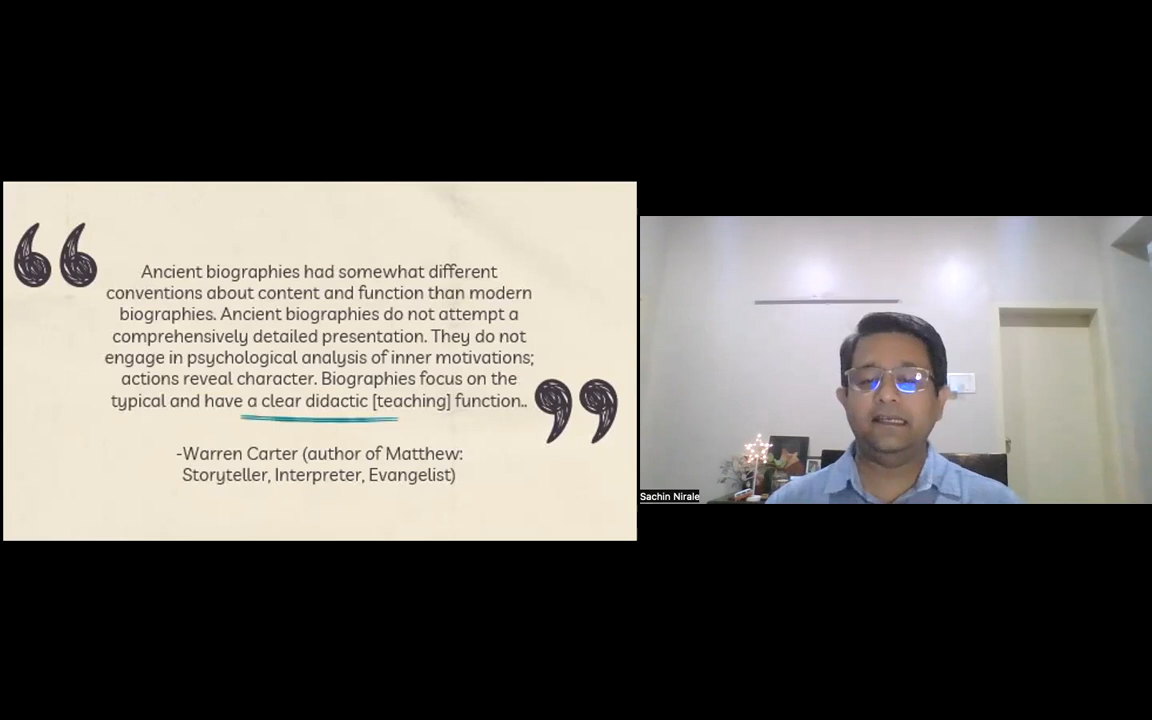 Ancient biographies had somewhat different
conventions about content and function than modern
biographies. Ancient biographies do not attempt a
comprehensively detailed presentation. They do not
engage in psychological analysis of inner motivations;
actions reveal character. Biographies focus on the
typical and have a clear didactic [teaching] function..
-Warren Carter (author of Matthew:
Storyteller, Interpreter, Evangelist)
Sachin Nirale